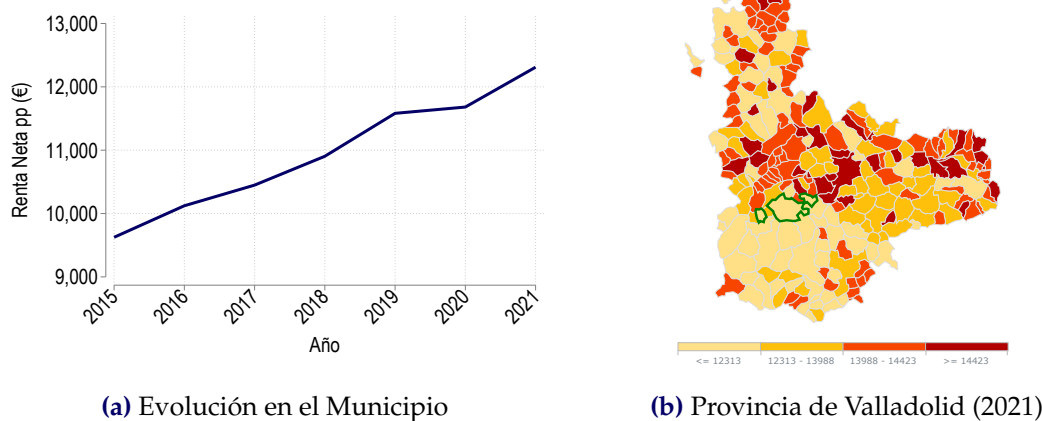 13,000
12,000
11,000
10,000
9,000
Renta Neta pp (€)
2015 2016 2017 2018 2019 2020 2021
Año
(a) Evolución en el Municipio
<= 12313 12313 - 13988 13988 - 14423 >= 14423
(b) Provincia de Valladolid (2021)